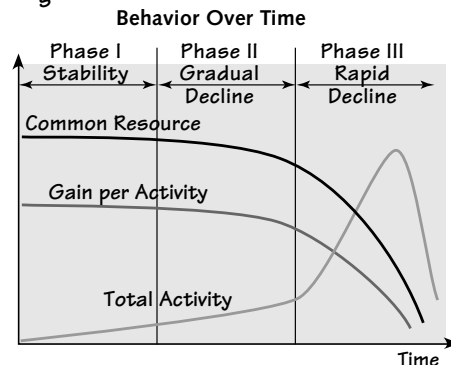 Behavior Over Time
Phase I
Stability
Phase II
Gradual
Decline
Phase III
Rapid
Decline
Common Resource
Gain per Activity
Total Activity
Time